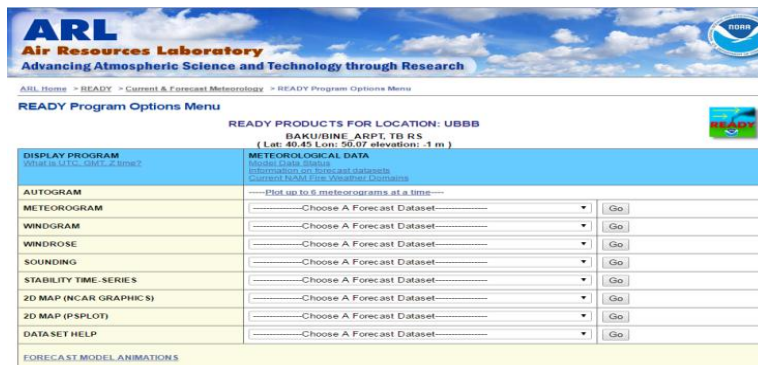 ARL
Air Resources Laboratory
Advancing Atmospheric Science and Technology through Research
NOAA
ARL Home > READY > Current & Forecast Meteorology > READY Program Options Menu
READY Program Options Menu
READY
READY PRODUCTS FOR LOCATION: UBBB
BAKU/BINE_ARPT, TB RS
( Lat: 40.45 Lon: 50.07 elevation: -1 m )
DISPLAY PROGRAM
What is UTC, GMT, Z time?
METEOROLOGICAL DATA
Model Data Status
Information on forecast datasets
Current NAM Fire Weather Domains
AUTOGRAM -----Plot up to 6 meteograms at a time----
METEOROGRAM ---------------Choose A Forecast Dataset--------------- Go
WINDGRAM ---------------Choose A Forecast Dataset--------------- Go
WINDROSE ---------------Choose A Forecast Dataset--------------- Go
SOUNDING ---------------Choose A Forecast Dataset--------------- Go
STABILITY TIME-SERIES ---------------Choose A Forecast Dataset--------------- Go
2D MAP (NCAR GRAPHICS) ---------------Choose A Forecast Dataset--------------- Go
2D MAP (PSPLOT) ---------------Choose A Forecast Dataset--------------- Go
DATASET HELP ---------------Choose A Forecast Dataset--------------- Go
FORECAST MODEL ANIMATIONS